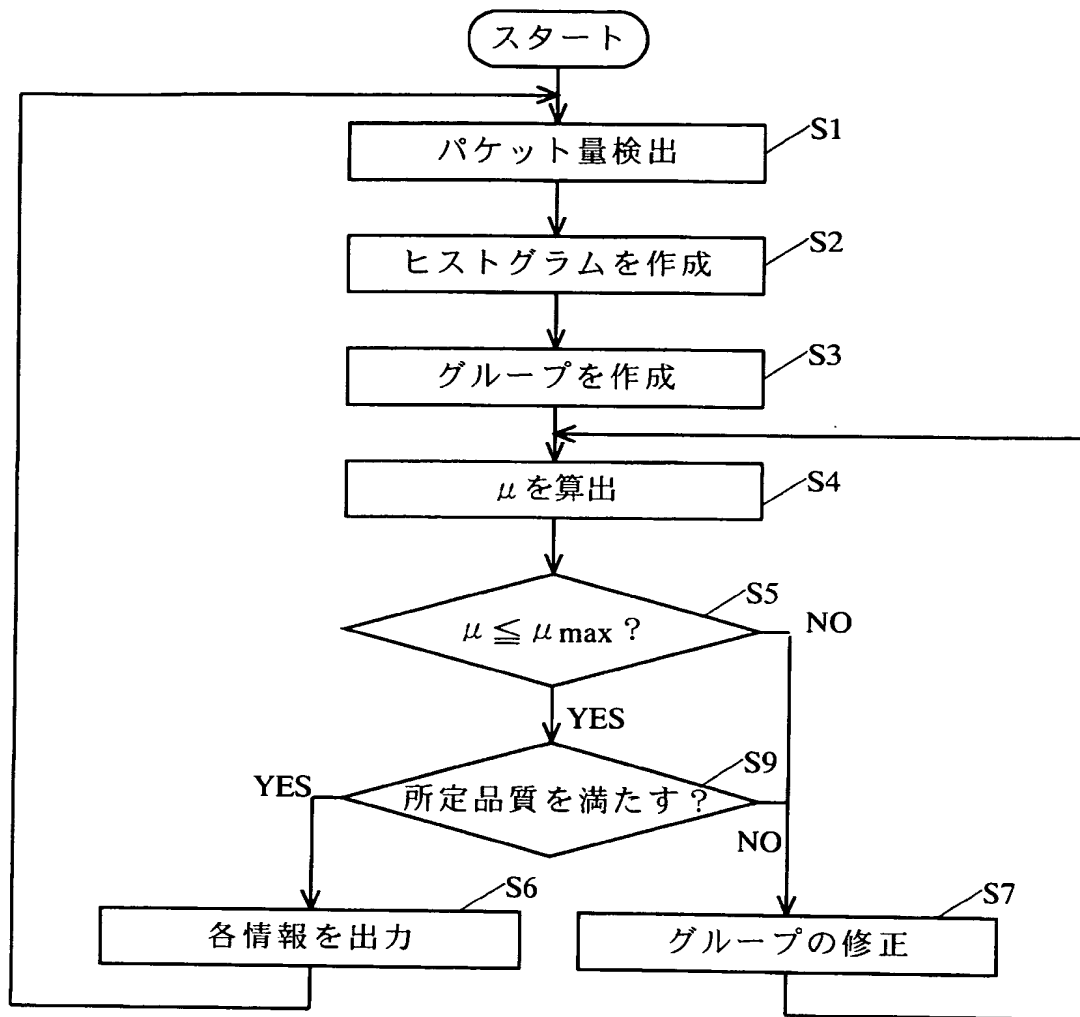 スタート
S1
パケット量検出
S2
ヒストグラムを作成
S3
グループを作成
S4
μを算出
S5
μ≦μmax?
NO
YES
S9
YES
所定品質を満たす?
NO
S6
各情報を出力
S7
グループの修正